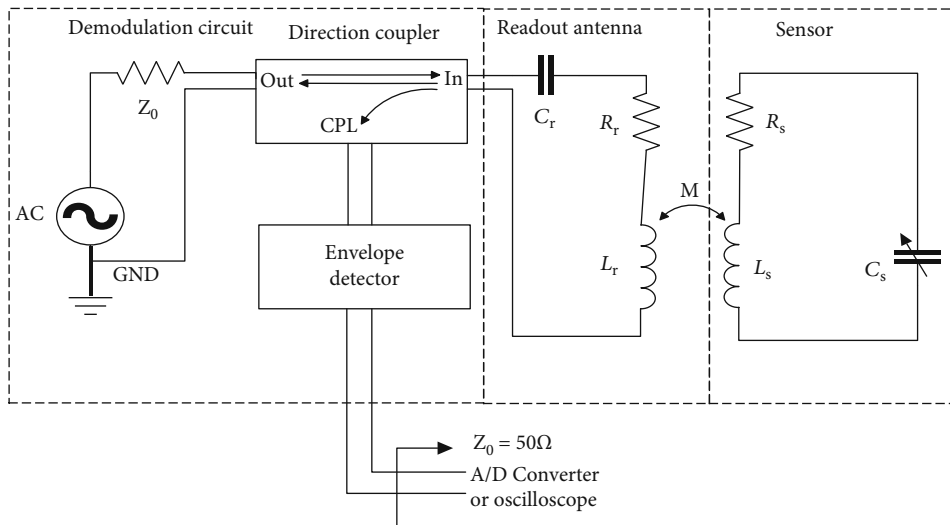 Demodulation circuit
Direction coupler
Readout antenna
Sensor
Out
In
Z0
CPL
Cr
Rr
Rs
AC
M
Envelope
detector
GND
Lr
Ls
Cs
Z0 = 50Ω
A/D Converter
or oscilloscope